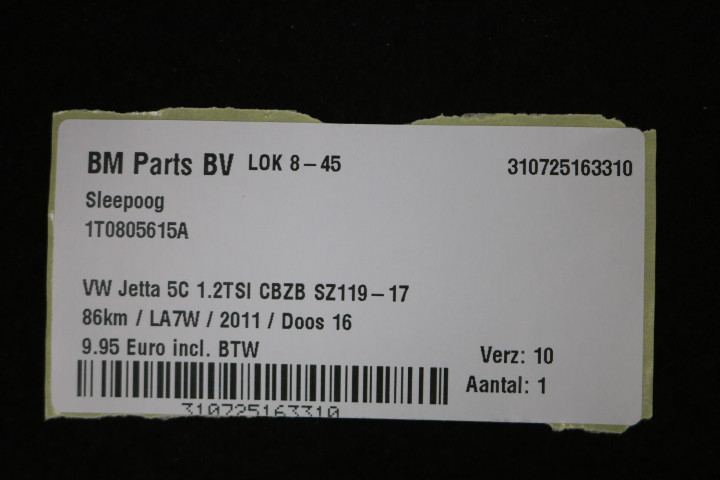 BM Parts BV LOK 8-45 310725163310
Sleepoog
1T0805615A
VW Jetta 5C 1.2TSI CBZB SZ119-17
86km / LA7W / 2011 / Doos 16
9.95 Euro incl. BTW Verz: 10
Aantal: 1
310725163310